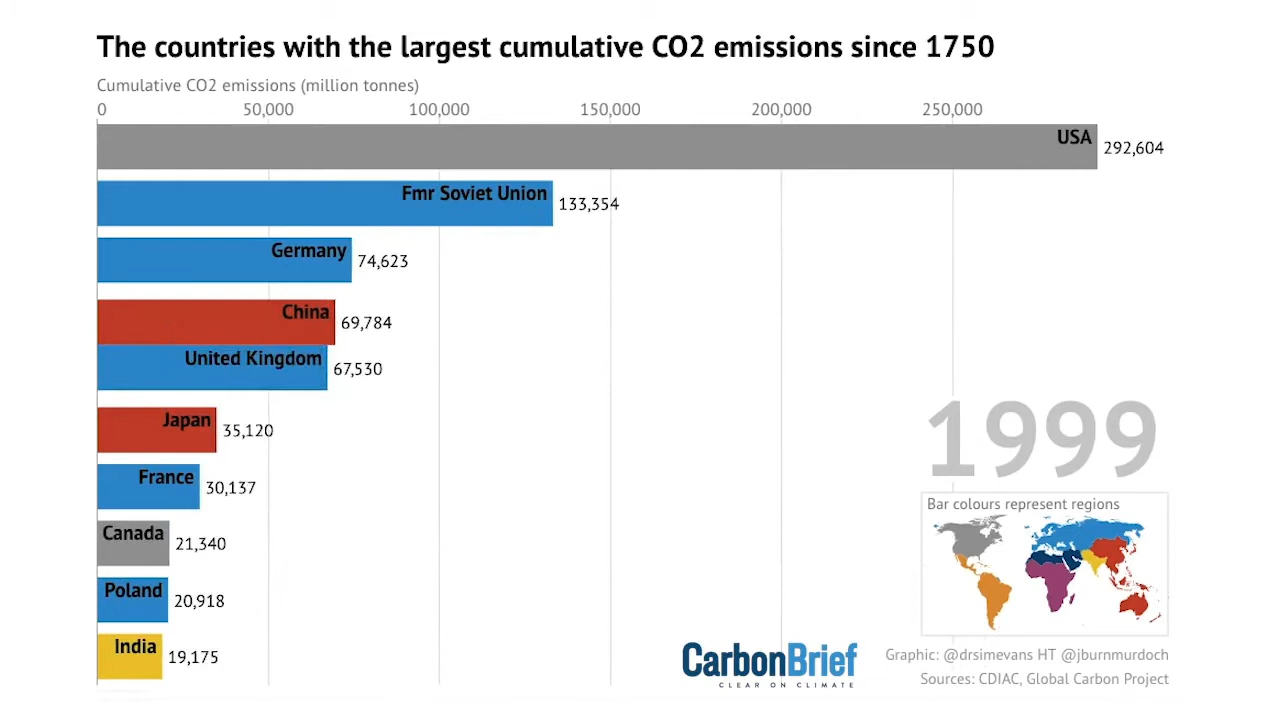 The countries with the largest cumulative CO2 emissions since 1750
Cumulative CO2 emissions (million tonnes)
0 50,000 100,000 150,000 200,000 250,000
USA 292,604
Fmr Soviet Union 133,354
Germany 74,623
China 69,784
United Kingdom 67,530
Japan 35,120
France 30,137
Canada 21,340
Poland 20,918
India 19,175
1999
Bar colours represent regions
CarbonBrief
CLEAR ON CLIMATE
Graphic: @drsimevans HT @jburnmurdoch
Sources: CDIAC, Global Carbon Project